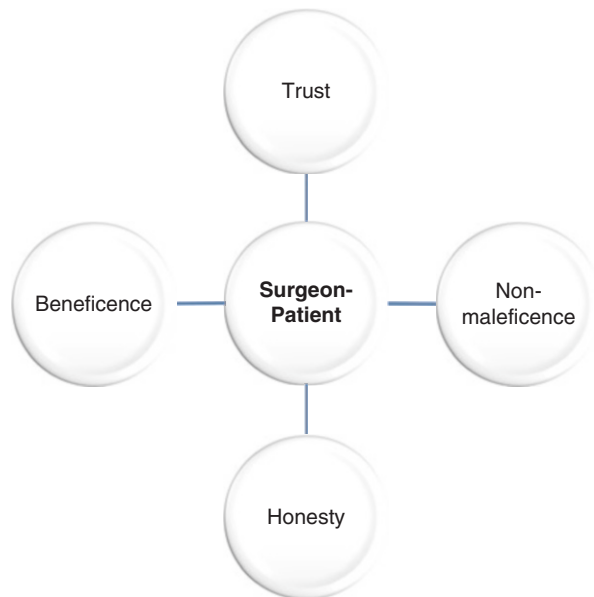 Trust
Beneficence
Surgeon-
Patient
Non-
maleficence
Honesty